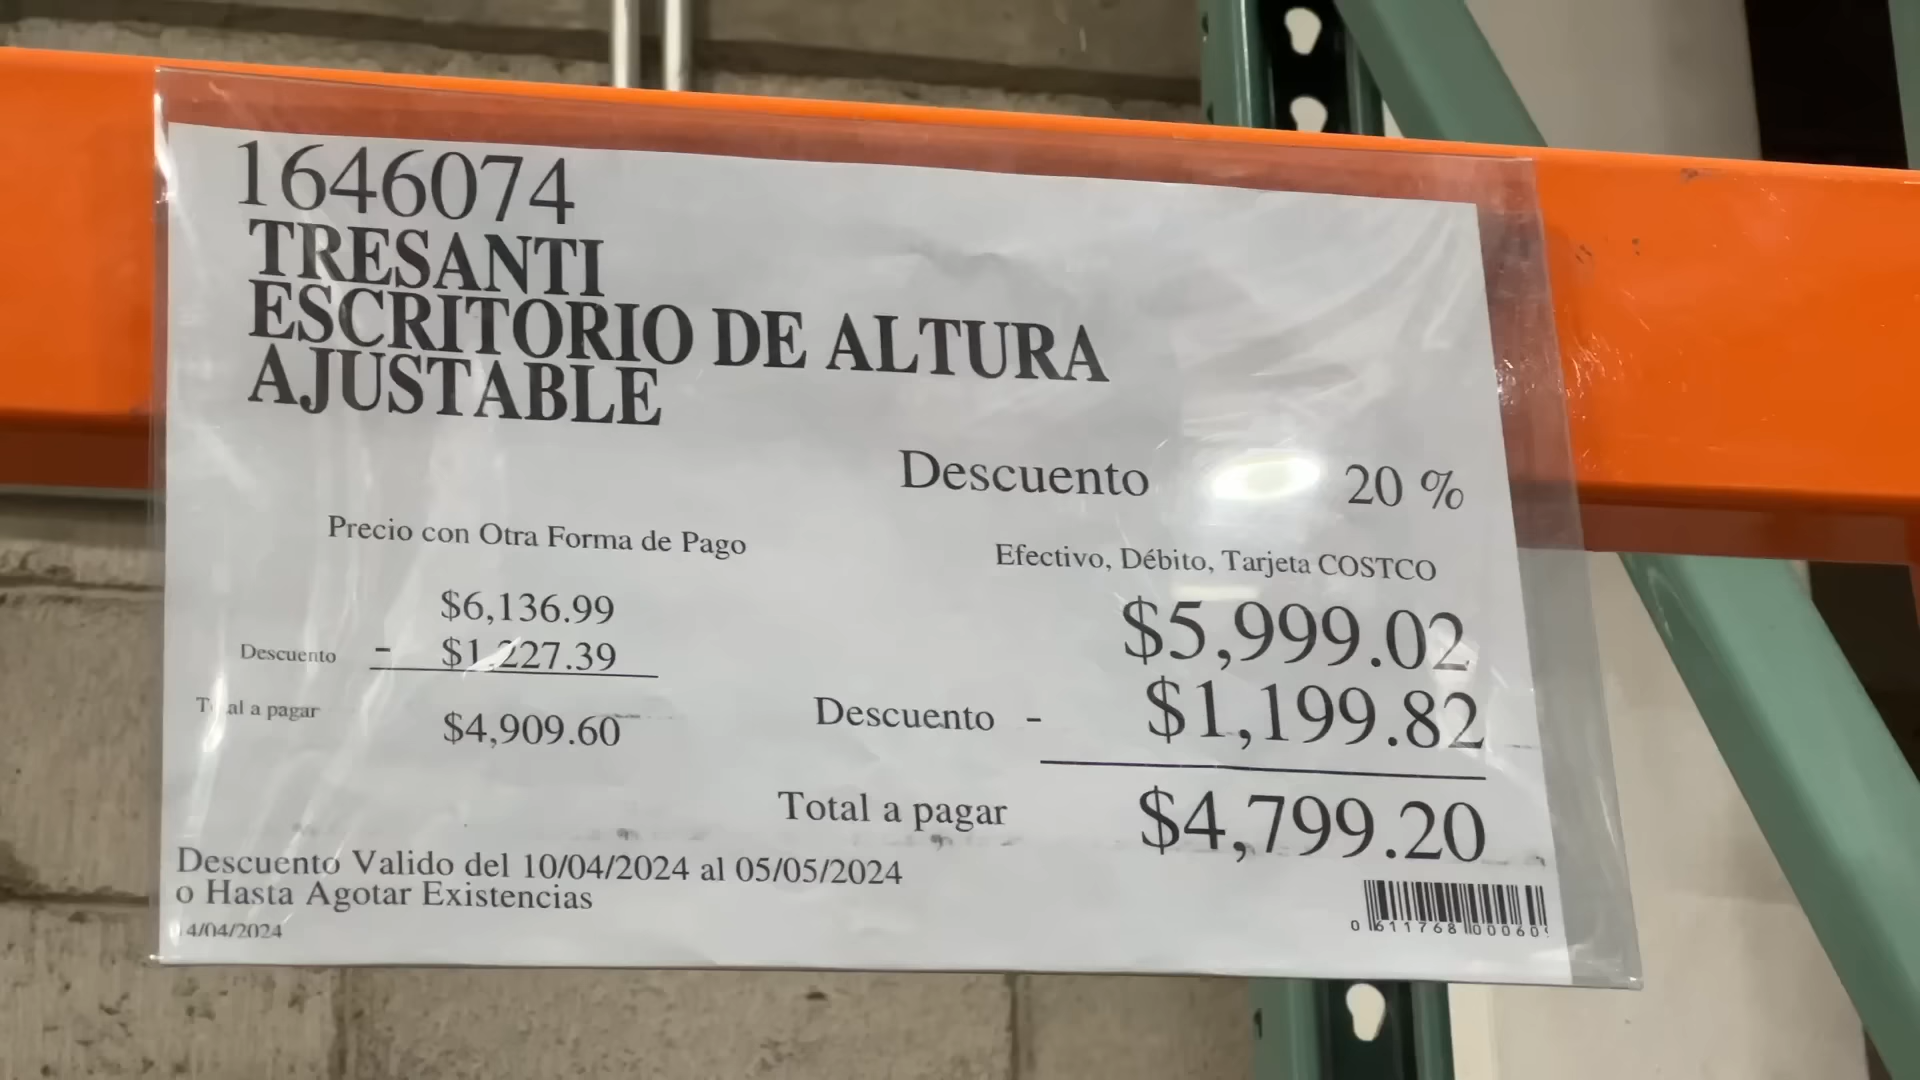 1646074
TRESANTI
ESCRITORIO DE ALTURA
AJUSTABLE
Descuento 20 %
Precio con Otra Forma de Pago
$6,136.99
Descuento - $1,227.39
Total a pagar $4,909.60
Efectivo, Débito, Tarjeta COSTCO
$5,999.02
Descuento - $1,199.82
Total a pagar $4,799.20
Descuento Valido del 10/04/2024 al 05/05/2024
o Hasta Agotar Existencias
14/04/2024